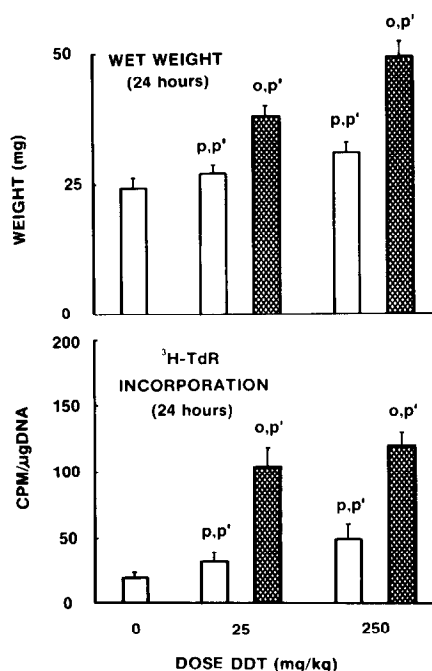 50
25
0
WEIGHT (mg)
WET WEIGHT
(24 hours)
p,p'
o,p'
p,p'
o,p'
200
150
100
50
0
CPM/µgDNA
³H-TdR
INCORPORATION
(24 hours)
p,p'
o,p'
p,p'
o,p'
0 25 250
DOSE DDT (mg/kg)